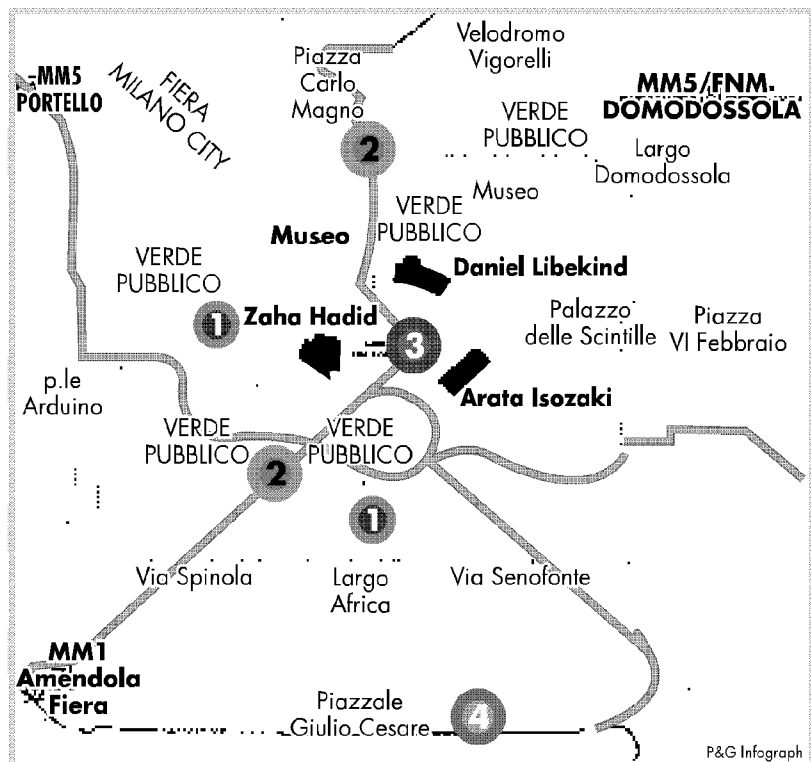 Velodromo
Vigorelli
Piazza
Carlo
Magno
MM5
PORTELLO
FIERA
MILANO CITY
MM5/FNM.
DOMODOSSOLA
VERDE
PUBBLICO
2
Largo
Domodossola
Museo
VERDE
PUBBLICO
Museo
VERDE
PUBBLICO
Daniel Libekind
1
Zaha Hadid
3
Palazzo
delle Scintille
Piazza
VI Febbraio
p.le
Arduino
Arata Isozaki
VERDE
PUBBLICO
VERDE
PUBBLICO
2
1
Via Spinola
Largo
Africa
Via Senofonte
MM1
Amendola
Fiera
Piazzale
Giulio Cesare
4
P&G Infograph